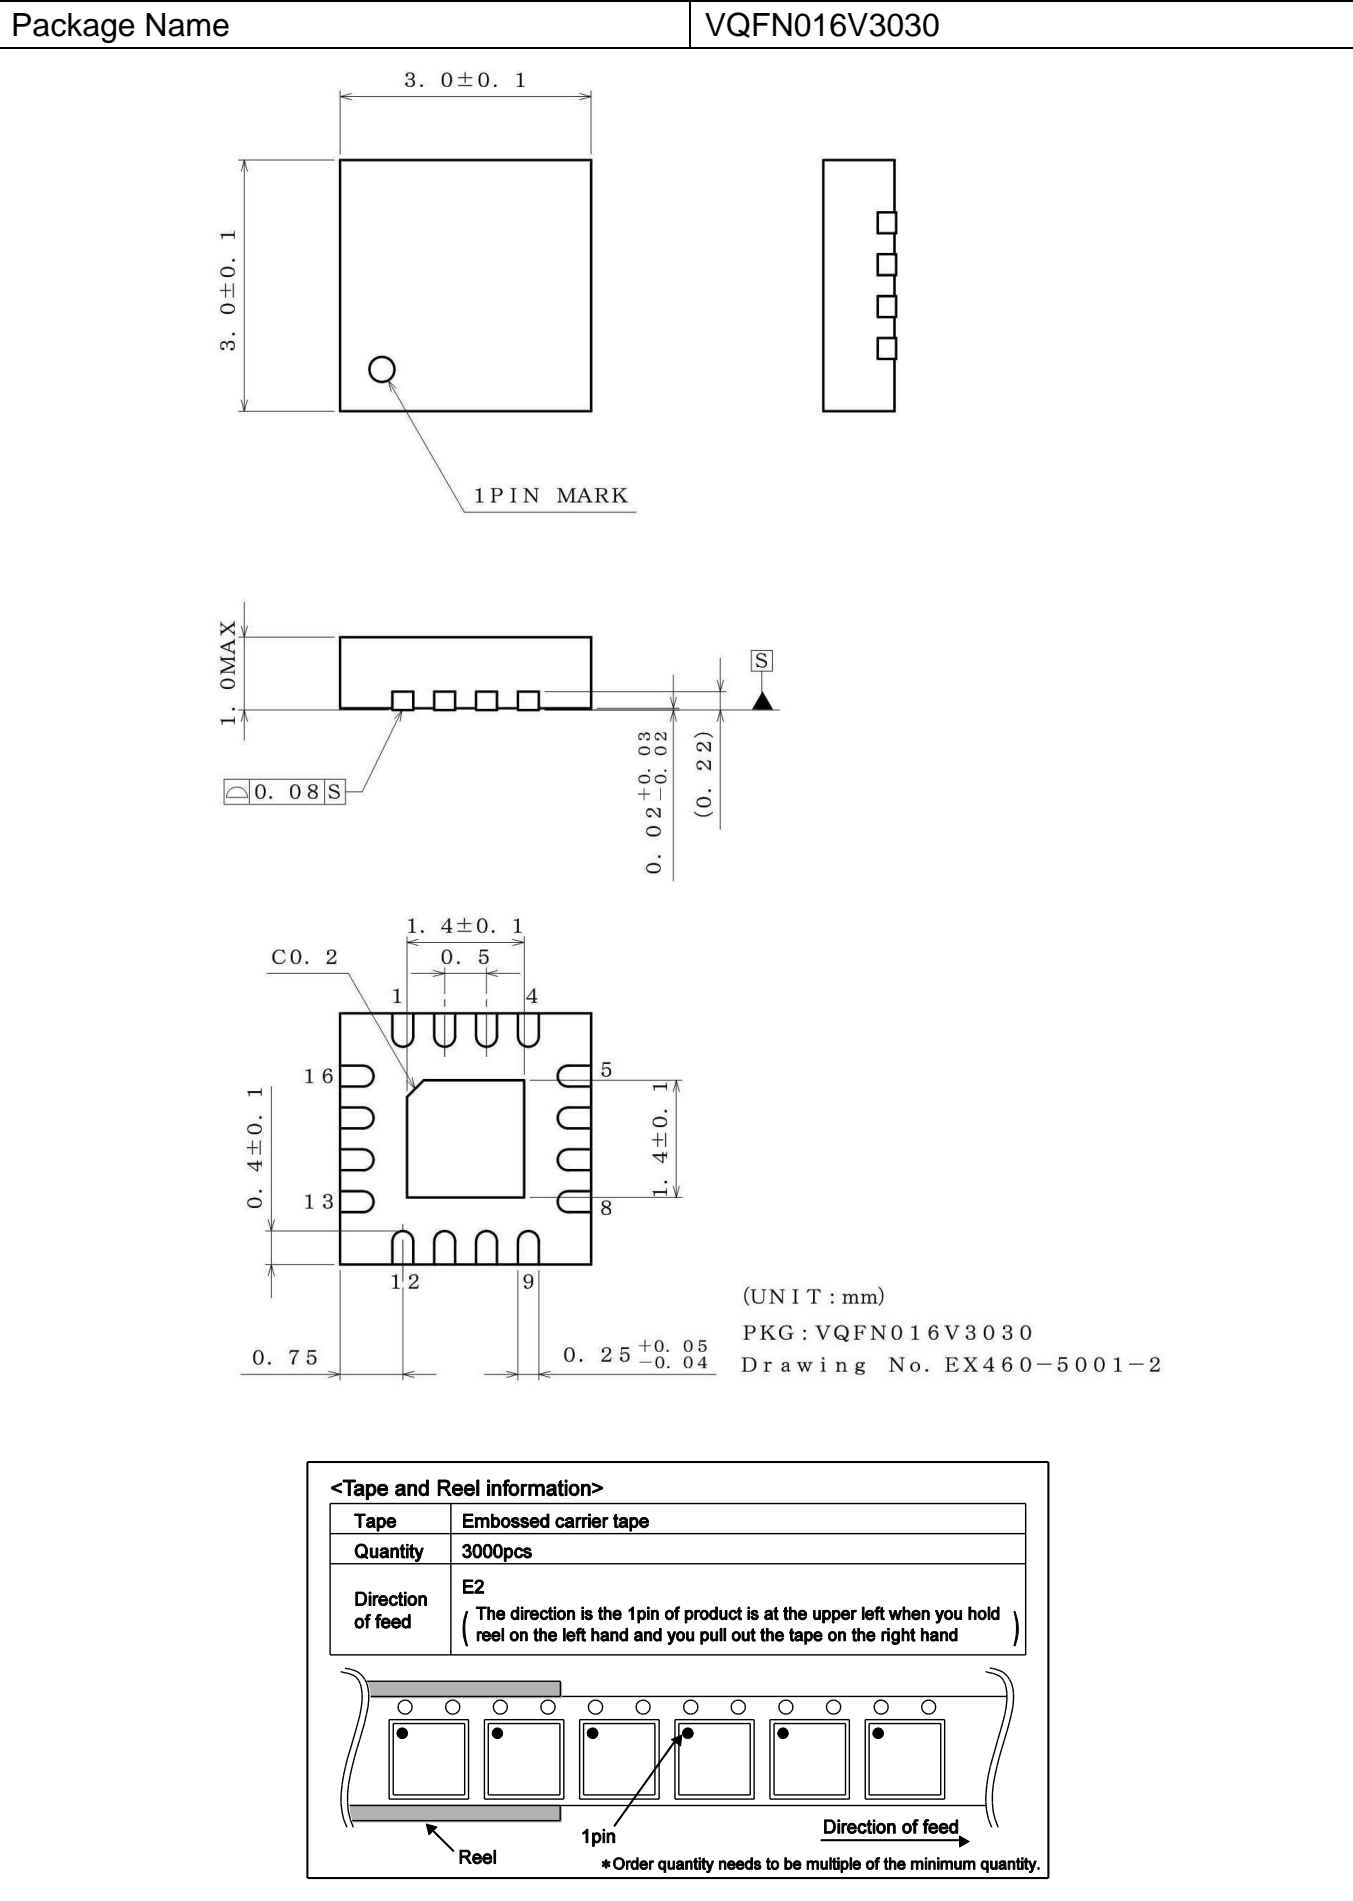 Package Name VQFN016V3030
3. 0±0. 1
3. 0±0. 1
1PIN MARK
1. 0MAX
S
0. 08 S
0. 02 +0. 03 −0. 02
(0. 22)
1. 4±0. 1
C0. 2
0. 5
1 4
16 5
0. 4±0. 1
1. 4±0. 1
13 8
12 9
0. 75
0. 25 +0. 05 −0. 04
(UNIT:mm)
PKG:VQFN016V3030
Drawing No. EX460−5001−2
<Tape and Reel information>
Tape Embossed carrier tape
Quantity 3000pcs
Direction of feed
E2
( The direction is the 1pin of product is at the upper left when you hold
reel on the left hand and you pull out the tape on the right hand )
Direction of feed
1pin
Reel
*Order quantity needs to be multiple of the minimum quantity.